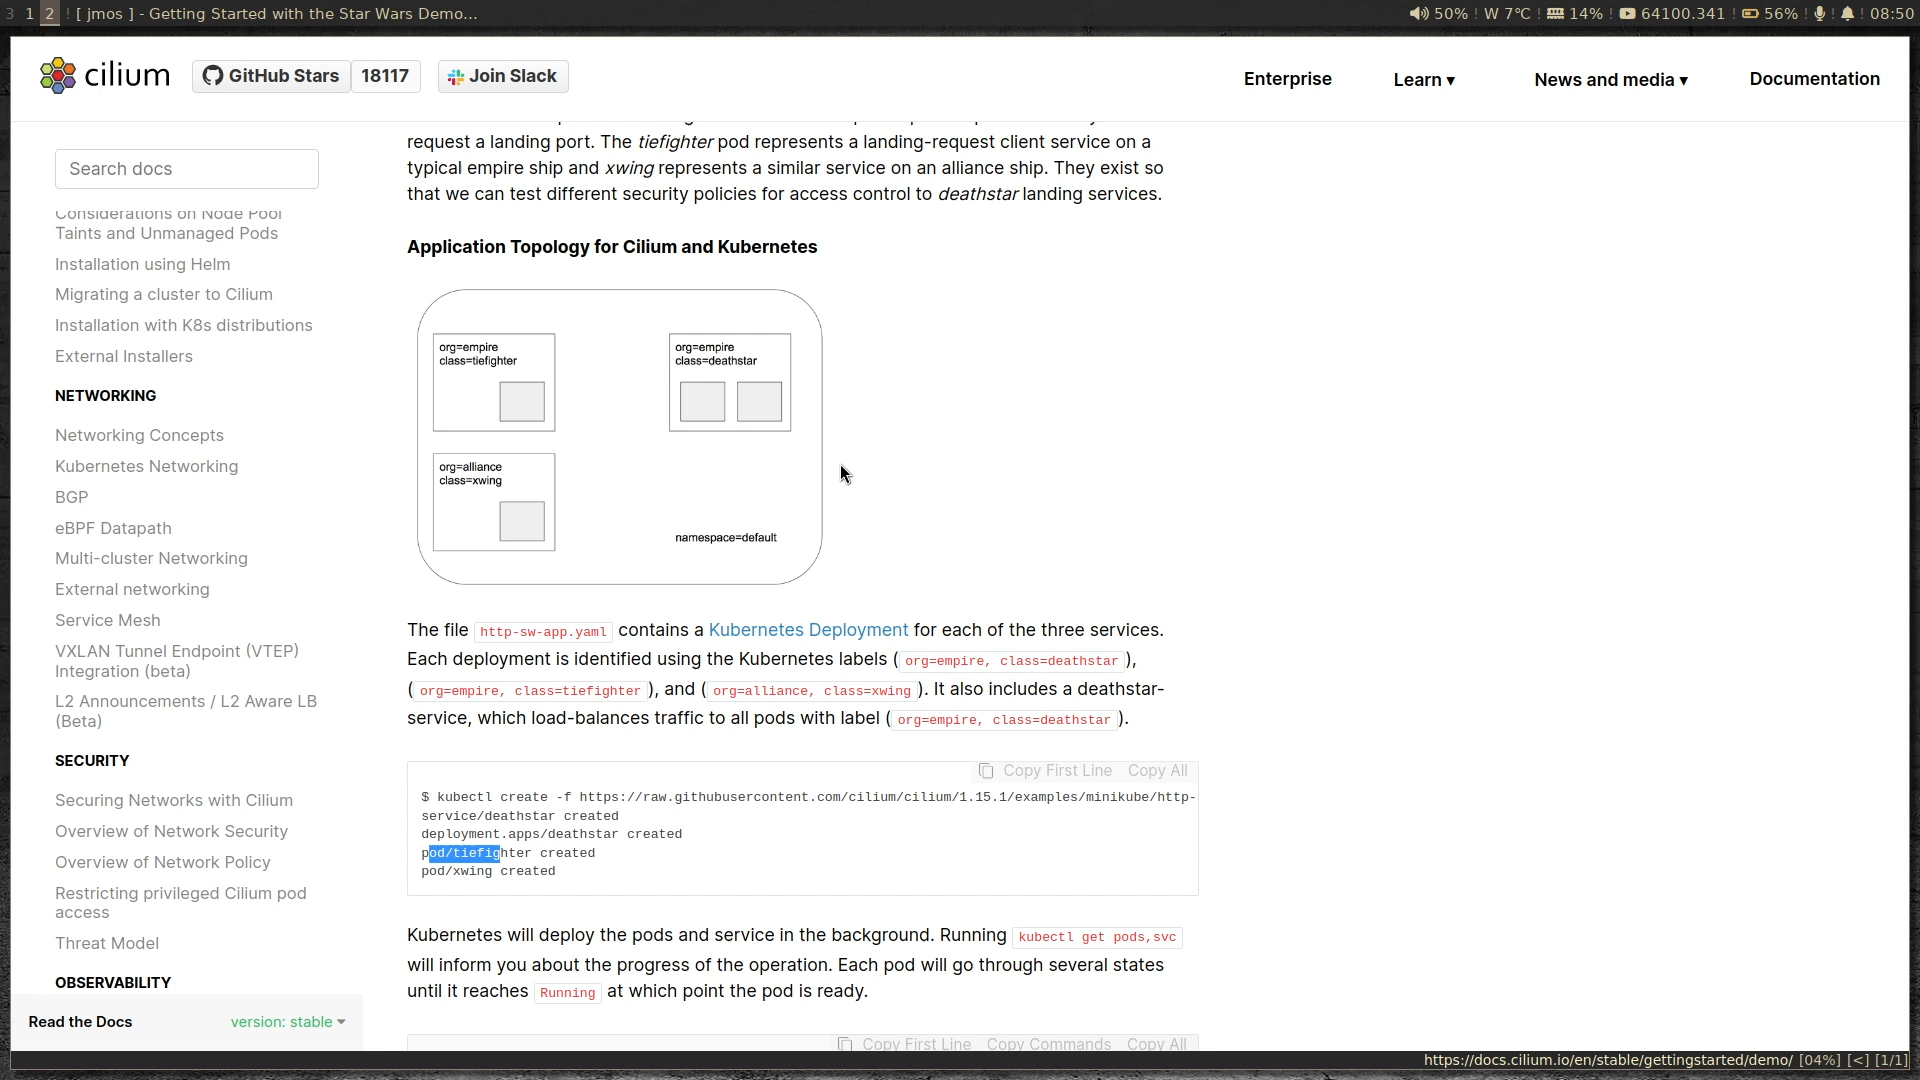 3 1 2 ! [ jmos ] - Getting Started with the Star Wars Demo...
50% ! W 7°C ! 14% ! 64100.341 ! 56% ! ! ! 08:50
cilium
GitHub Stars 18117
Join Slack
Enterprise
Learn ▾
News and media ▾
Documentation
Search docs
Considerations on Node Pool
Taints and Unmanaged Pods
Installation using Helm
Migrating a cluster to Cilium
Installation with K8s distributions
External Installers
NETWORKING
Networking Concepts
Kubernetes Networking
BGP
eBPF Datapath
Multi-cluster Networking
External networking
Service Mesh
VXLAN Tunnel Endpoint (VTEP)
Integration (beta)
L2 Announcements / L2 Aware LB
(Beta)
SECURITY
Securing Networks with Cilium
Overview of Network Security
Overview of Network Policy
Restricting privileged Cilium pod
access
Threat Model
OBSERVABILITY
Read the Docs
version: stable
request a landing port. The tiefighter pod represents a landing-request client service on a
typical empire ship and xwing represents a similar service on an alliance ship. They exist so
that we can test different security policies for access control to deathstar landing services.
Application Topology for Cilium and Kubernetes
org=empire
class=tiefighter
org=empire
class=deathstar
org=alliance
class=xwing
namespace=default
The file http-sw-app.yaml contains a Kubernetes Deployment for each of the three services.
Each deployment is identified using the Kubernetes labels (org=empire, class=deathstar),
(org=empire, class=tiefighter), and (org=alliance, class=xwing). It also includes a deathstar-
service, which load-balances traffic to all pods with label (org=empire, class=deathstar).
Copy First Line Copy All
$ kubectl create -f https://raw.githubusercontent.com/cilium/cilium/1.15.1/examples/minikube/http-
service/deathstar created
deployment.apps/deathstar created
pod/tiefighter created
pod/xwing created
Kubernetes will deploy the pods and service in the background. Running kubectl get pods,svc
will inform you about the progress of the operation. Each pod will go through several states
until it reaches Running at which point the pod is ready.
Copy First Line Copy Commands Copy All
https://docs.cilium.io/en/stable/gettingstarted/demo/ [04%] [<] [1/1]